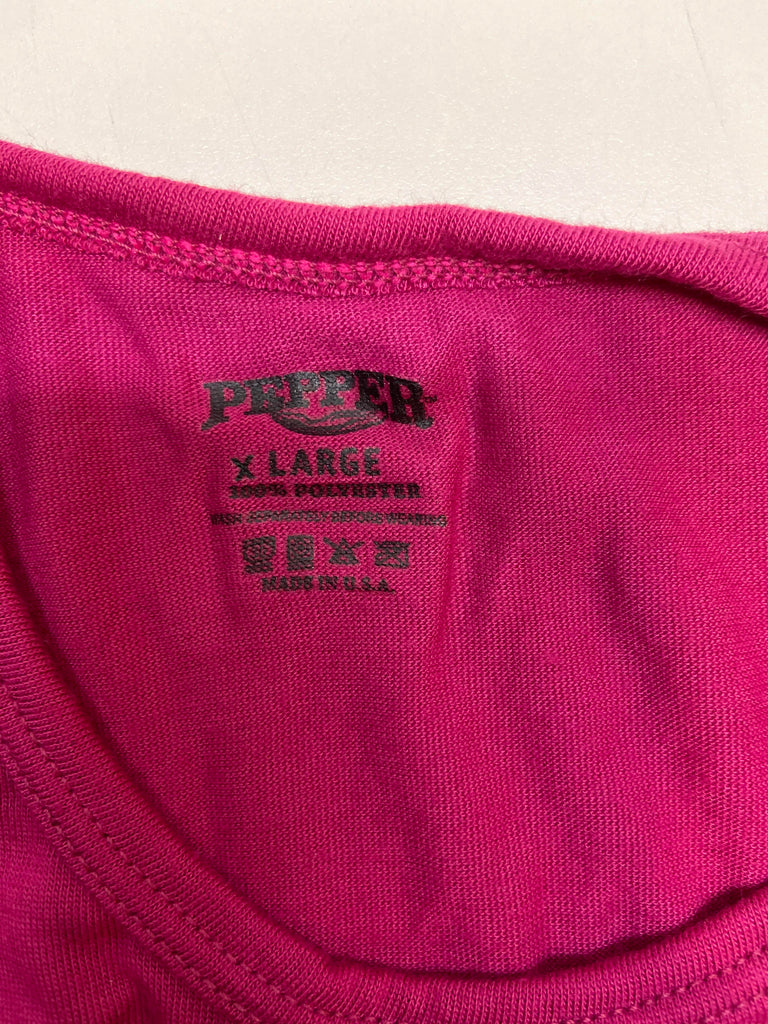 PEPPER
X LARGE
100% POLYESTER
WASH SEPARATELY BEFORE WEARING
MADE IN U.S.A.